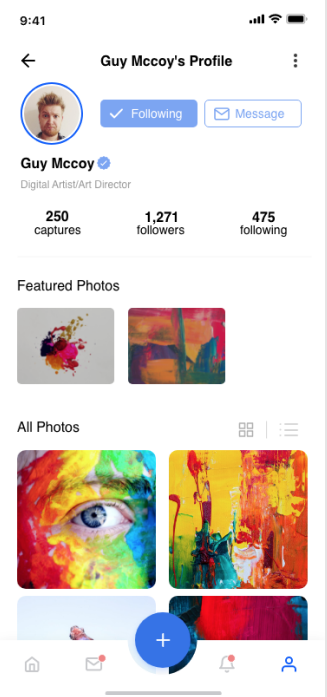 9:41
Guy Mccoy's Profile
Following
Message
Guy Mccoy
Digital Artist/Art Director
250
captures
1,271
followers
475
following
Featured Photos
All Photos